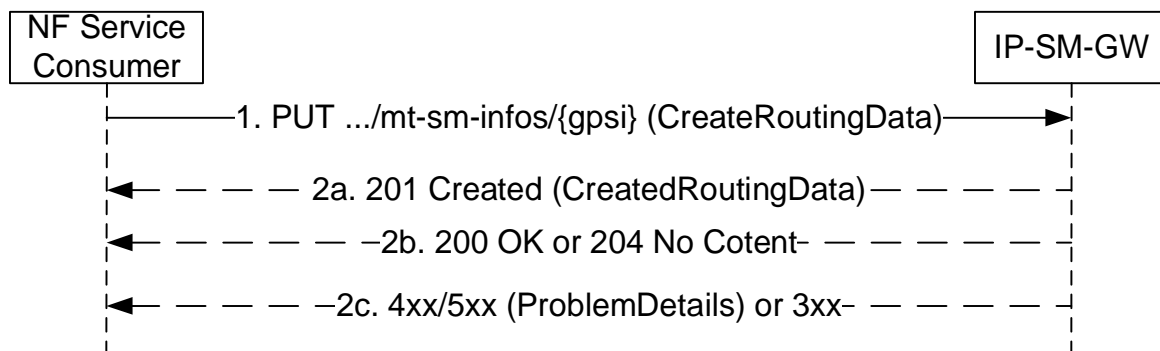 NF Service
Consumer
IP-SM-GW
1. PUT .../mt-sm-infos/{gpsi} (CreateRoutingData)
2a. 201 Created (CreatedRoutingData)
2b. 200 OK or 204 No Cotent
2c. 4xx/5xx (ProblemDetails) or 3xx